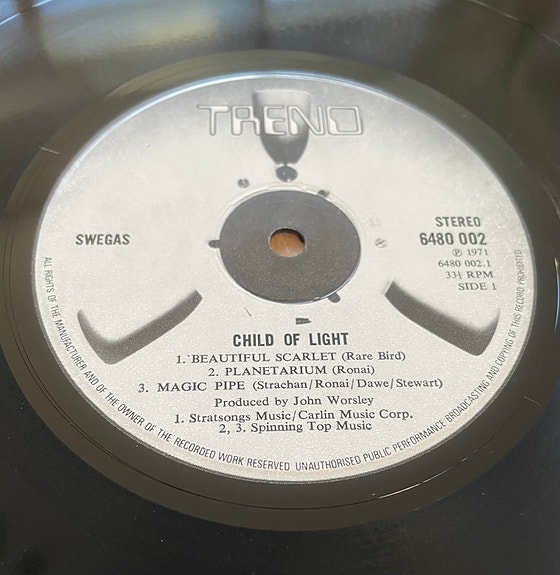 TREND
SWEGAS
STEREO
6480 002
Ⓟ 1971
6480 002.1
33⅓ RPM
SIDE 1
CHILD OF LIGHT
1. BEAUTIFUL SCARLET (Rare Bird)
2. PLANETARIUM (Ronai)
3. MAGIC PIPE (Strachan/Ronai/Dawe/Stewart)
Produced by John Worsley
1. Stratsongs Music/Carlin Music Corp.
2, 3. Spinning Top Music
ALL RIGHTS OF THE MANUFACTURER AND OF THE OWNER OF THE RECORDED WORK RESERVED UNAUTHORISED PUBLIC PERFORMANCE BROADCASTING AND COPYING OF THIS RECORD PROHIBITED